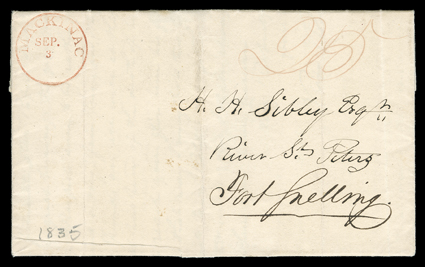 MACKINAC
SEP.
3
25
H. H. Sibley Esqr.
River St. Peters
Fort Snelling.
1835